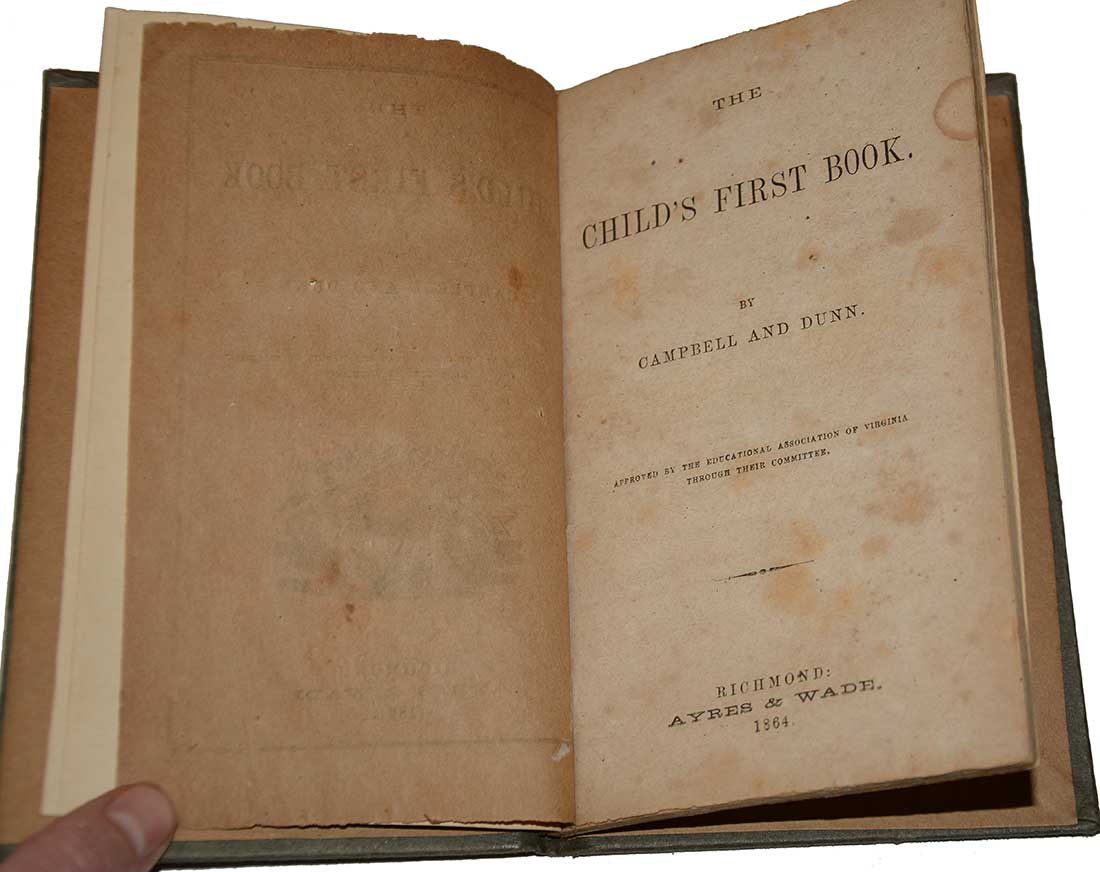 THE
CHILD'S FIRST BOOK.
BY
CAMPBELL AND DUNN.
APPROVED BY THE EDUCATIONAL ASSOCIATION OF VIRGINIA
THROUGH THEIR COMMITTEE.
RICHMOND:
AYRES & WADE.
1864.